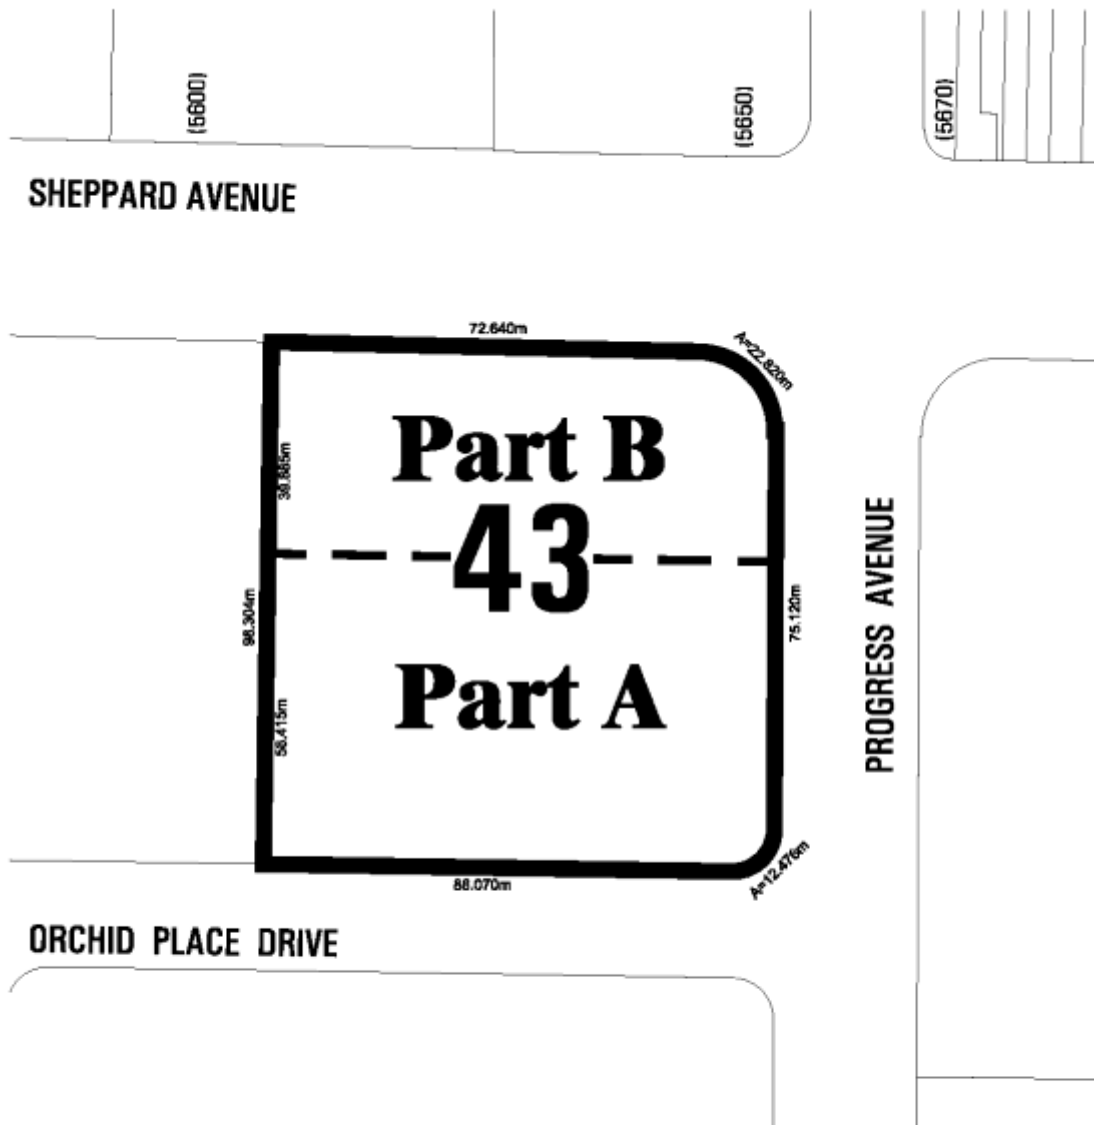 (5600)
(5650)
(5670)
SHEPPARD AVENUE
72.640m
A=22.820m
Part B
39.885m
43
98.304m
75.120m
PROGRESS AVENUE
Part A
58.415m
A=12.476m
88.070m
ORCHID PLACE DRIVE